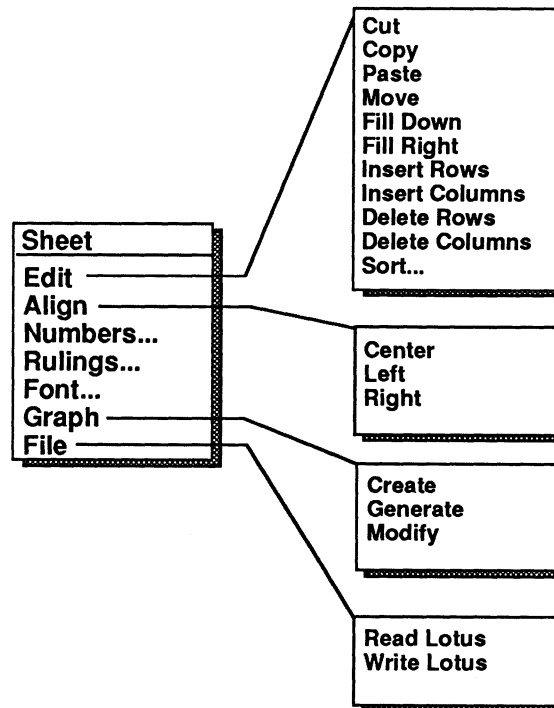 Sheet
Edit
Align
Numbers...
Rulings...
Font...
Graph
File
Cut
Copy
Paste
Move
Fill Down
Fill Right
Insert Rows
Insert Columns
Delete Rows
Delete Columns
Sort...
Center
Left
Right
Create
Generate
Modify
Read Lotus
Write Lotus